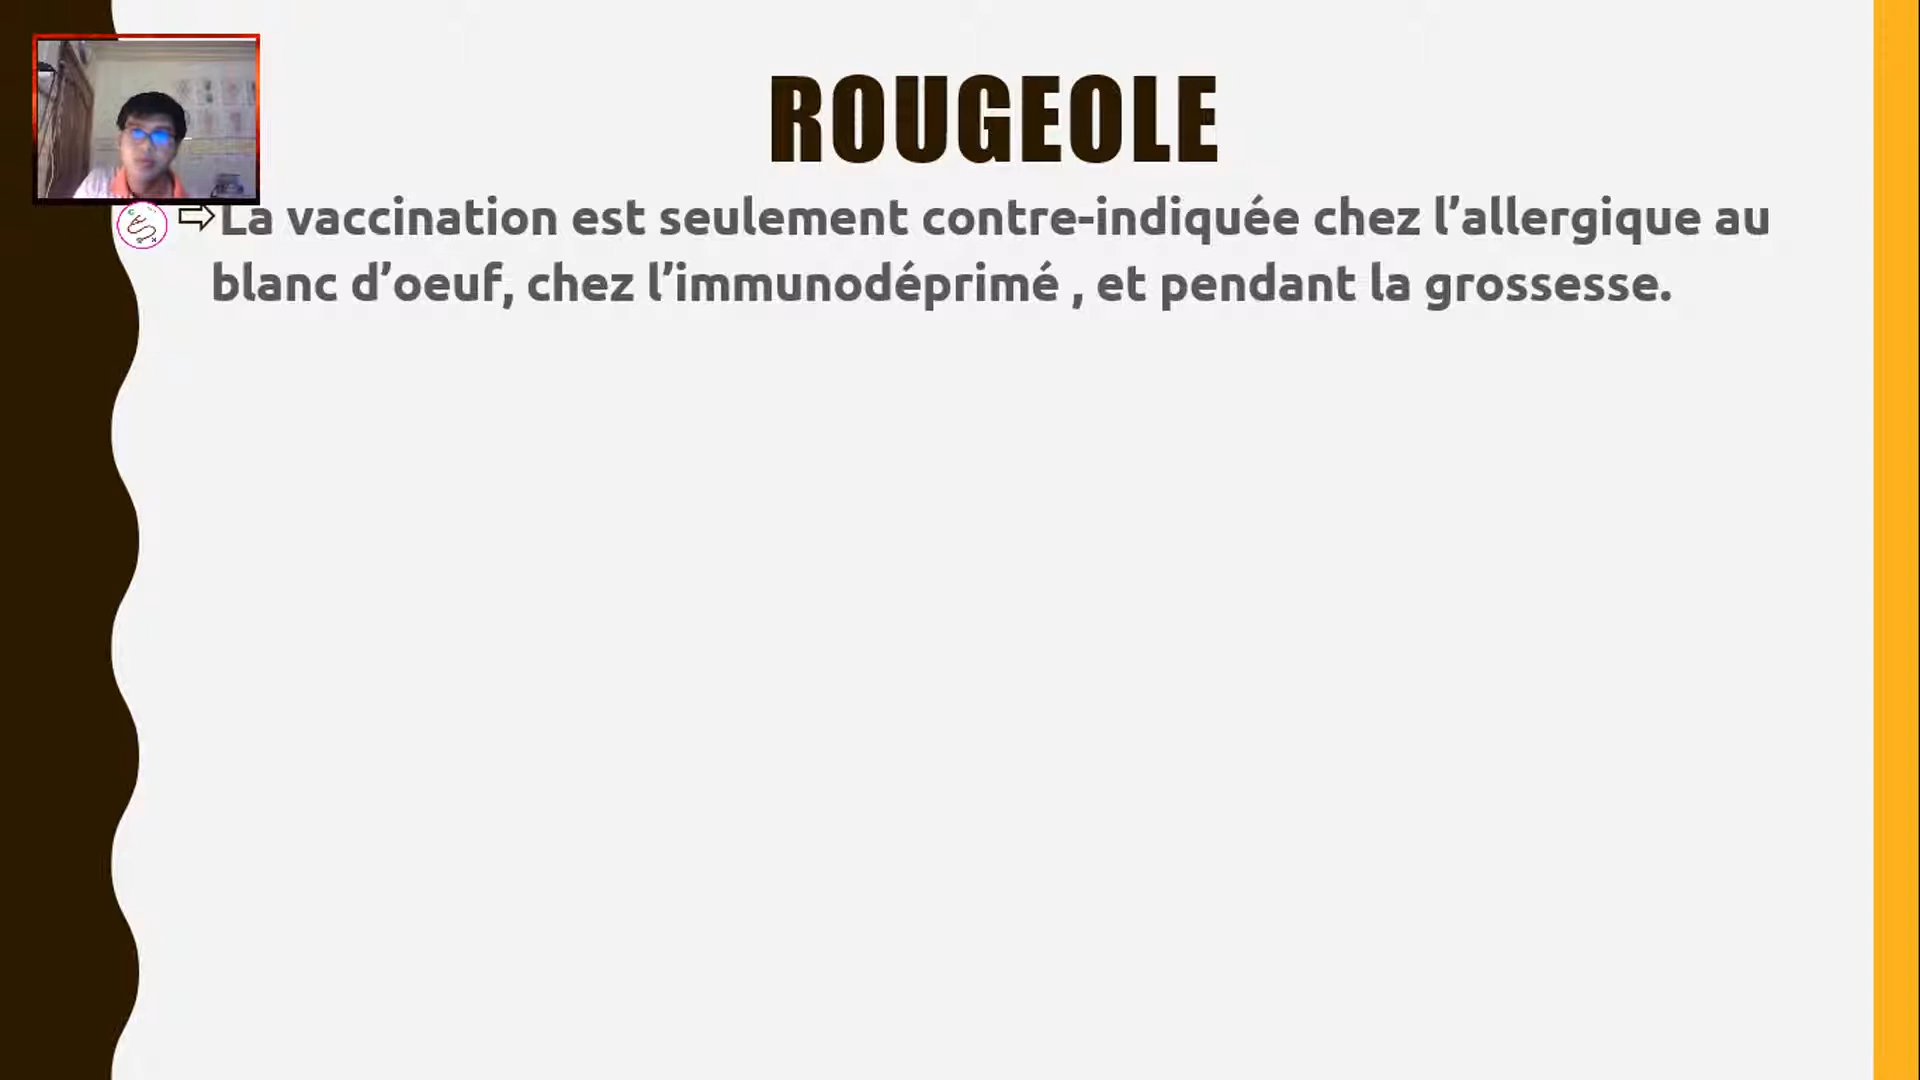 ROUGEOLE
⇨La vaccination est seulement contre-indiquée chez l’allergique au
blanc d’oeuf, chez l’immunodéprimé , et pendant la grossesse.